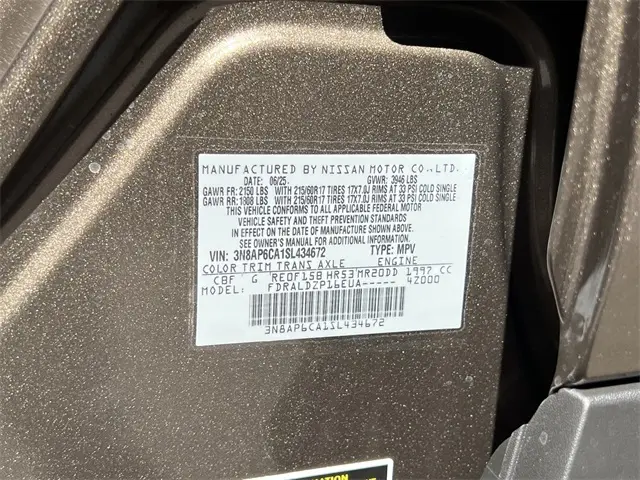 MANUFACTURED BY NISSAN MOTOR CO.,LTD.
DATE: 06/25 GVWR: 3946 LBS
GAWR FR: 2150 LBS WITH 215/60R17 TIRES 17X7.0J RIMS AT 33 PSI COLD SINGLE
GAWR RR: 1808 LBS WITH 215/60R17 TIRES 17X7.0J RIMS AT 33 PSI COLD SINGLE
THIS VEHICLE CONFORMS TO ALL APPLICABLE FEDERAL MOTOR
VEHICLE SAFETY AND THEFT PREVENTION STANDARDS
IN EFFECT ON THE DATE OF MANUFACTURE SHOWN ABOVE.
SEE OWNER'S MANUAL FOR ADDITIONAL INFORMATION.
VIN: 3N8AP6CA1SL434672 TYPE: MPV
COLOR TRIM TRANS AXLE ENGINE
CBF G RE0F15B HR53 MR20DD 1997 CC
MODEL: FDRALDZP16EUA----- 4Z000
3N8AP6CA1SL434672